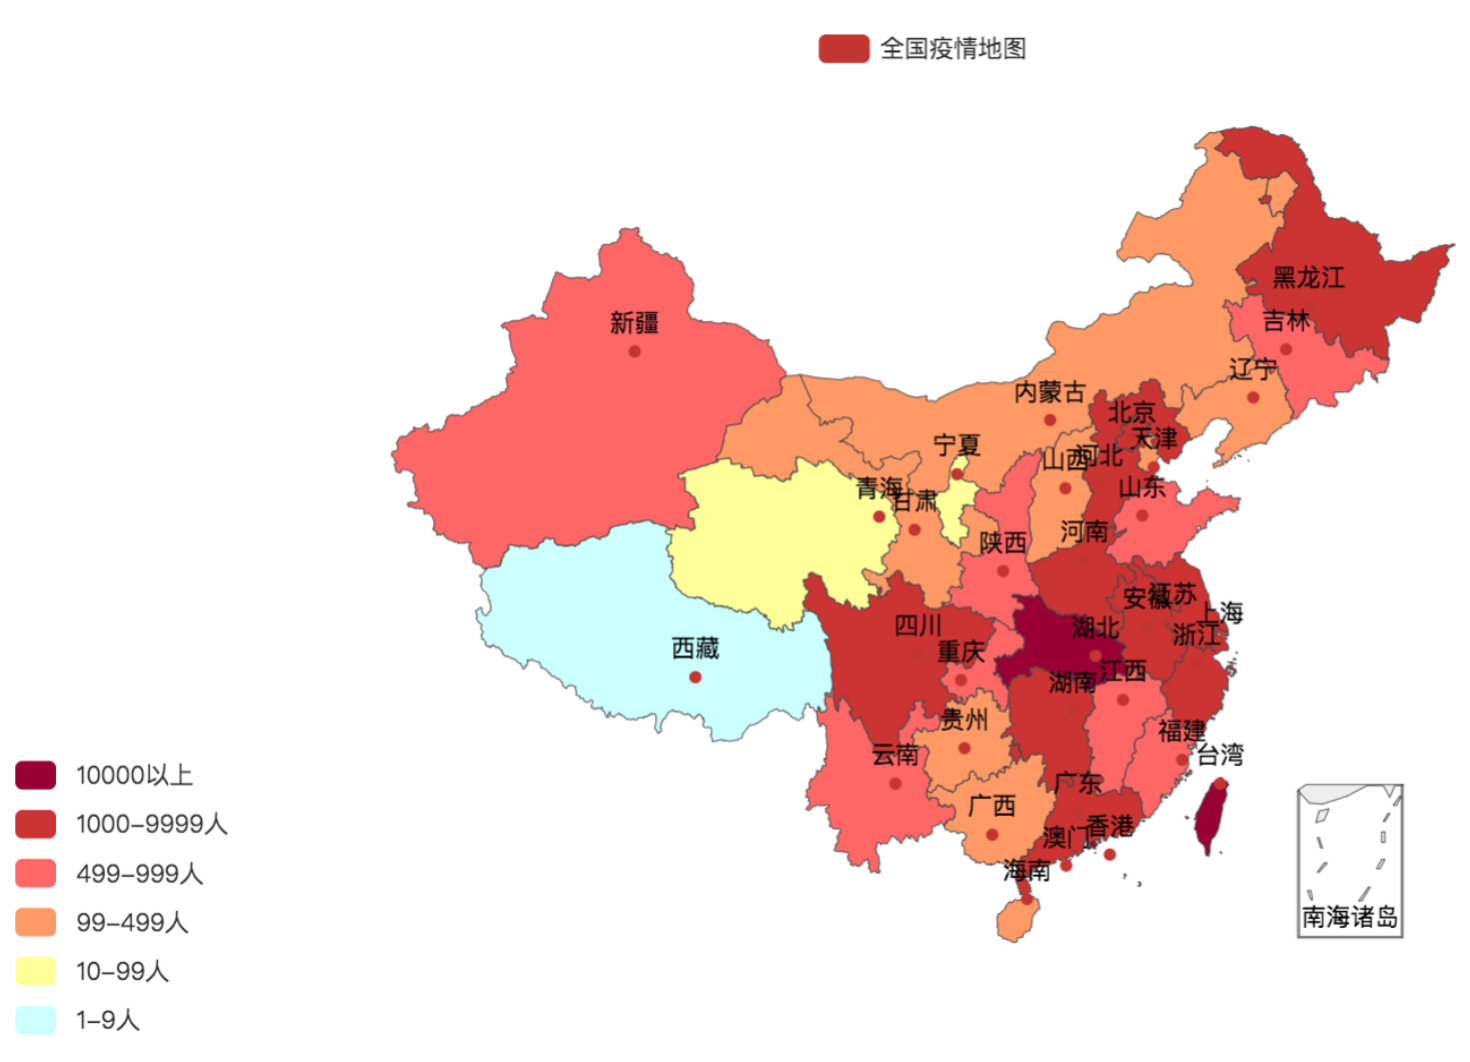 全国疫情地图
黑龙江
吉林
新疆
辽宁
内蒙古
北京
天津
宁夏
山西
河北
青海
甘肃
山东
河南
陕西
安徽
江苏
上海
四川
湖北
浙江
西藏
重庆
江西
湖南
贵州
福建
云南
台湾
广东
广西
香港
澳门
海南
南海诸岛
10000以上
1000-9999人
499-999人
99-499人
10-99人
1-9人